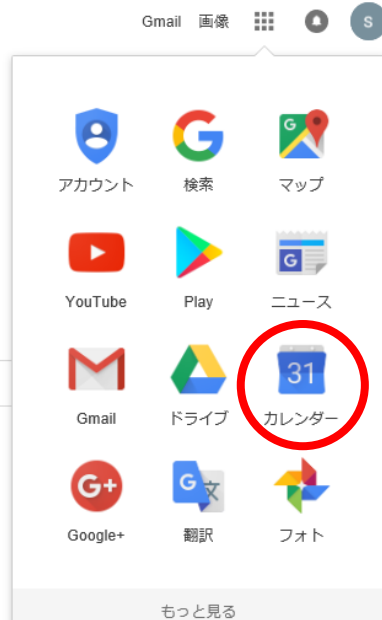 Gmail 画像 S
アカウント 検索 マップ
YouTube Play ニュース
31
Gmail ドライブ カレンダー
G+
Google+ 翻訳 フォト
もっと見る